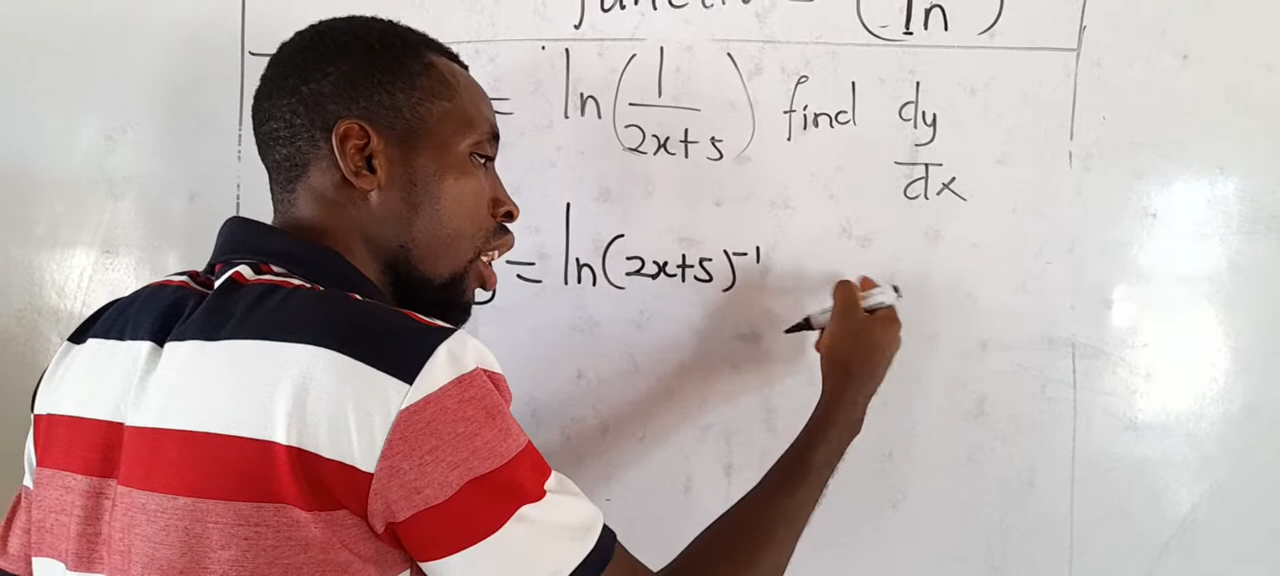 ln
= ln(1/(2x+5)) find dy/dx
= ln(2x+5)⁻¹